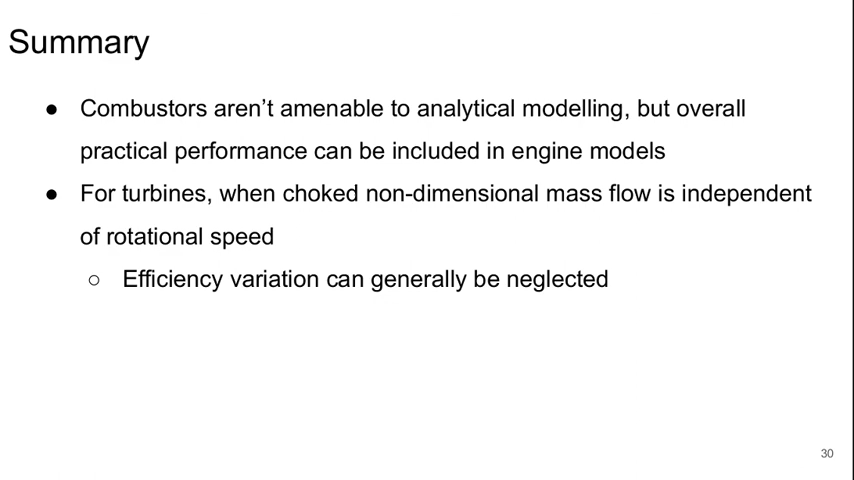 Summary
● Combustors aren’t amenable to analytical modelling, but overall
practical performance can be included in engine models
● For turbines, when choked non-dimensional mass flow is independent
of rotational speed
○ Efficiency variation can generally be neglected
30